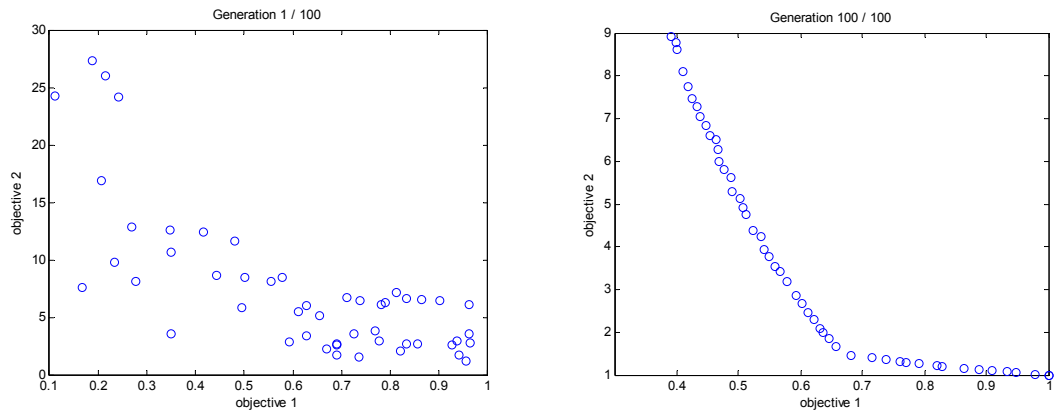 Generation 1 / 100
30
25
20
15
10
5
0
objective 2
0.1 0.2 0.3 0.4 0.5 0.6 0.7 0.8 0.9 1
objective 1
Generation 100 / 100
9
8
7
6
5
4
3
2
1
objective 2
0.4 0.5 0.6 0.7 0.8 0.9 1
objective 1